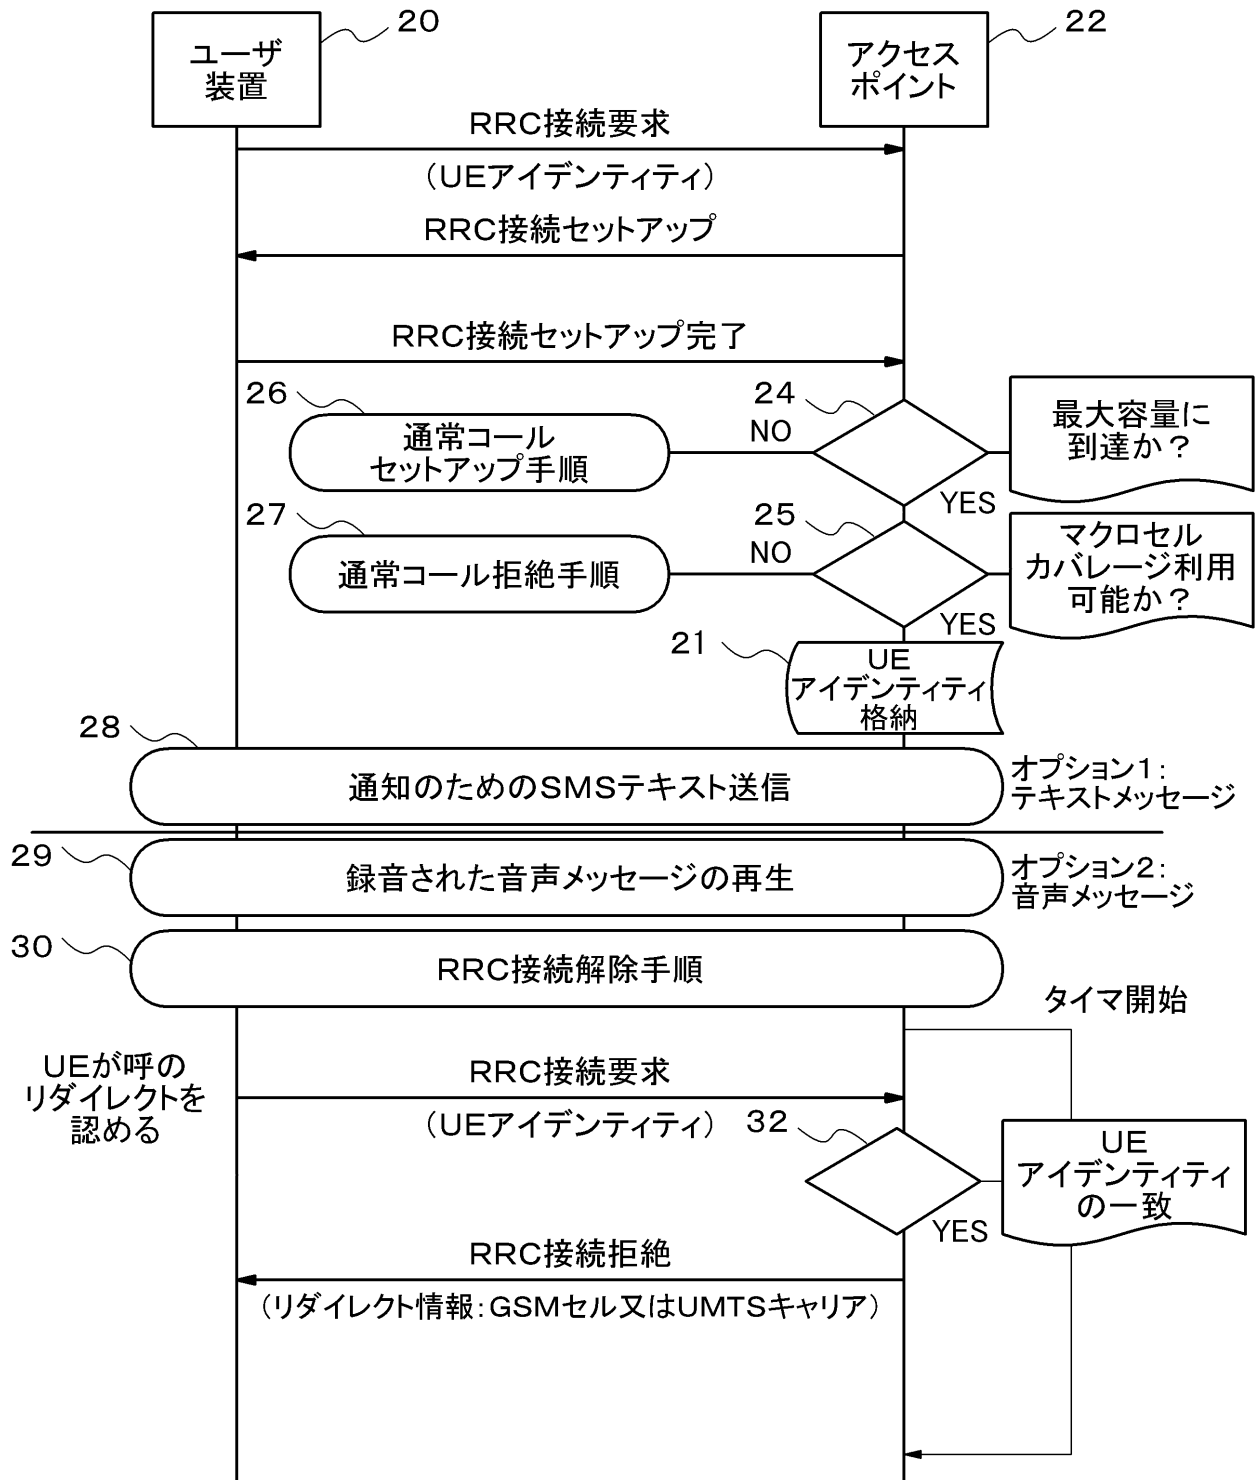 20
22
ユーザ
装置
アクセス
ポイント
RRC接続要求
(UEアイデンティティ)
RRC接続セットアップ
RRC接続セットアップ完了
26
24
通常コール
セットアップ手順
NO
最大容量に
到達か？
YES
27
25
通常コール拒絶手順
NO
マクロセル
カバレージ利用
可能か？
YES
21
UE
アイデンティティ
格納
28
通知のためのSMSテキスト送信
オプション1：
テキストメッセージ
29
録音された音声メッセージの再生
オプション2：
音声メッセージ
30
RRC接続解除手順
タイマ開始
UEが呼の
リダイレクトを
認める
RRC接続要求
(UEアイデンティティ)
32
UE
アイデンティティ
の一致
YES
RRC接続拒絶
(リダイレクト情報：GSMセル又はUMTSキャリア)